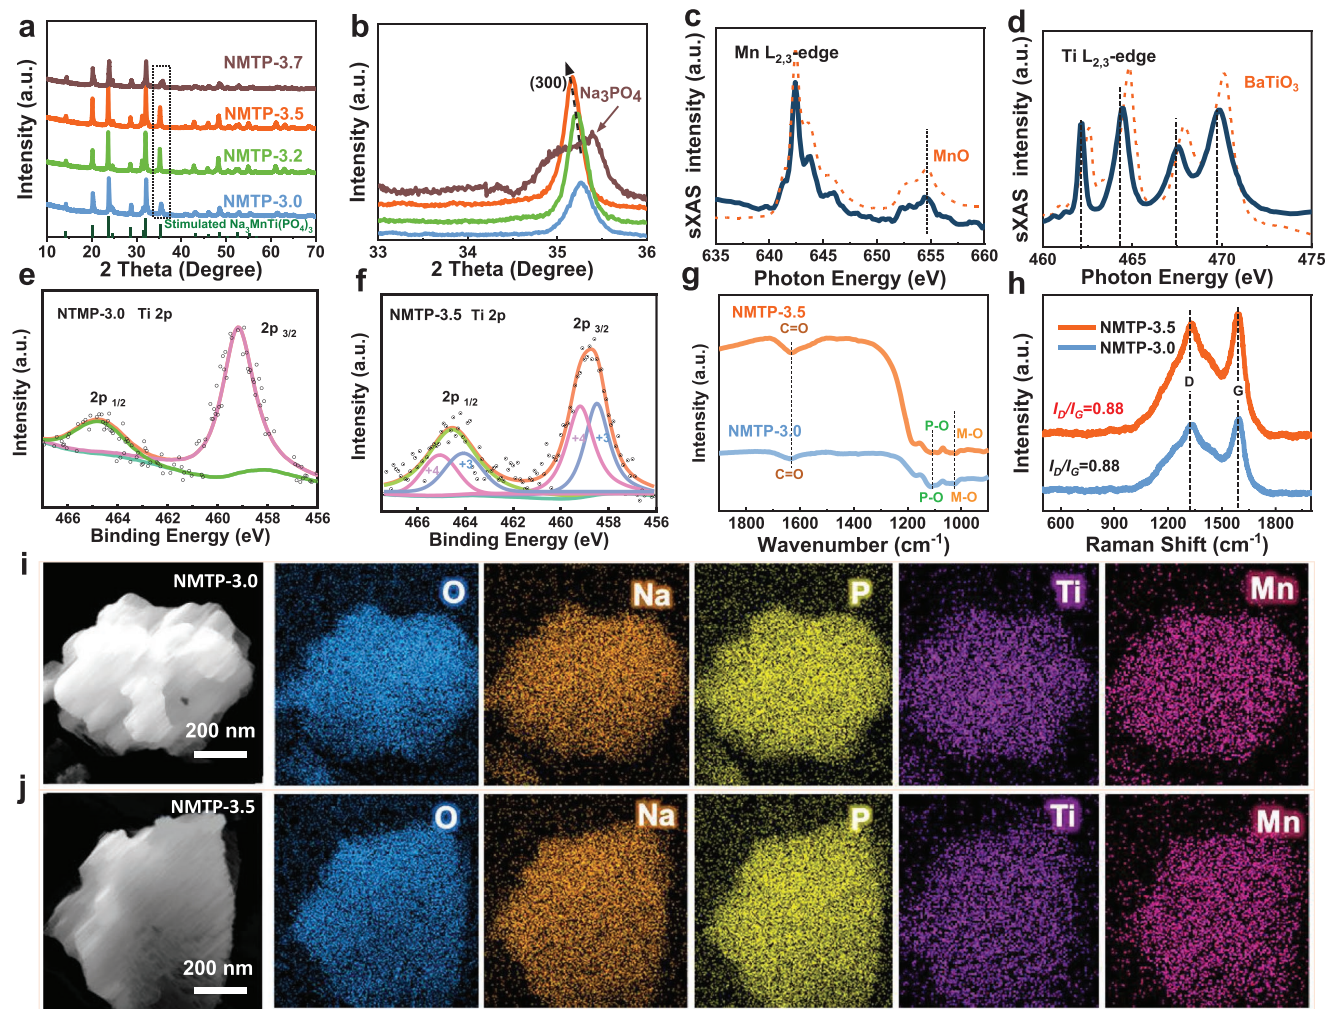 a
Intensity (a.u.)
NMTP-3.7
NMTP-3.5
NMTP-3.2
NMTP-3.0
Stimulated Na3MnTi(PO4)3
10 20 30 40 50 60 70
2 Theta (Degree)
b
Intensity (a.u.)
(300)
Na3PO4
33 34 35 36
2 Theta (Degree)
c
sXAS intensity (a.u.)
Mn L2,3-edge
MnO
635 640 645 650 655 660
Photon Energy (eV)
d
sXAS intensity (a.u.)
Ti L2,3-edge
BaTiO3
460 465 470 475
Photon Energy (eV)
e
Intensity (a.u.)
NTMP-3.0 Ti 2p
2p 3/2
2p 1/2
466 464 462 460 458 456
Binding Energy (eV)
f
Intensity (a.u.)
NMTP-3.5 Ti 2p
2p 3/2
2p 1/2
+4 +3 +4 +3
466 464 462 460 458 456
Binding Energy (eV)
g
Intensity (a.u.)
NMTP-3.5
C=O
P-O
M-O
NMTP-3.0
C=O
P-O
M-O
1800 1600 1400 1200 1000
Wavenumber (cm-1)
h
Intensity (a.u.)
NMTP-3.5
NMTP-3.0
D
G
ID/IG=0.88
ID/IG=0.88
600 900 1200 1500 1800
Raman Shift (cm-1)
i
NMTP-3.0
200 nm
O
Na
P
Ti
Mn
j
NMTP-3.5
200 nm
O
Na
P
Ti
Mn